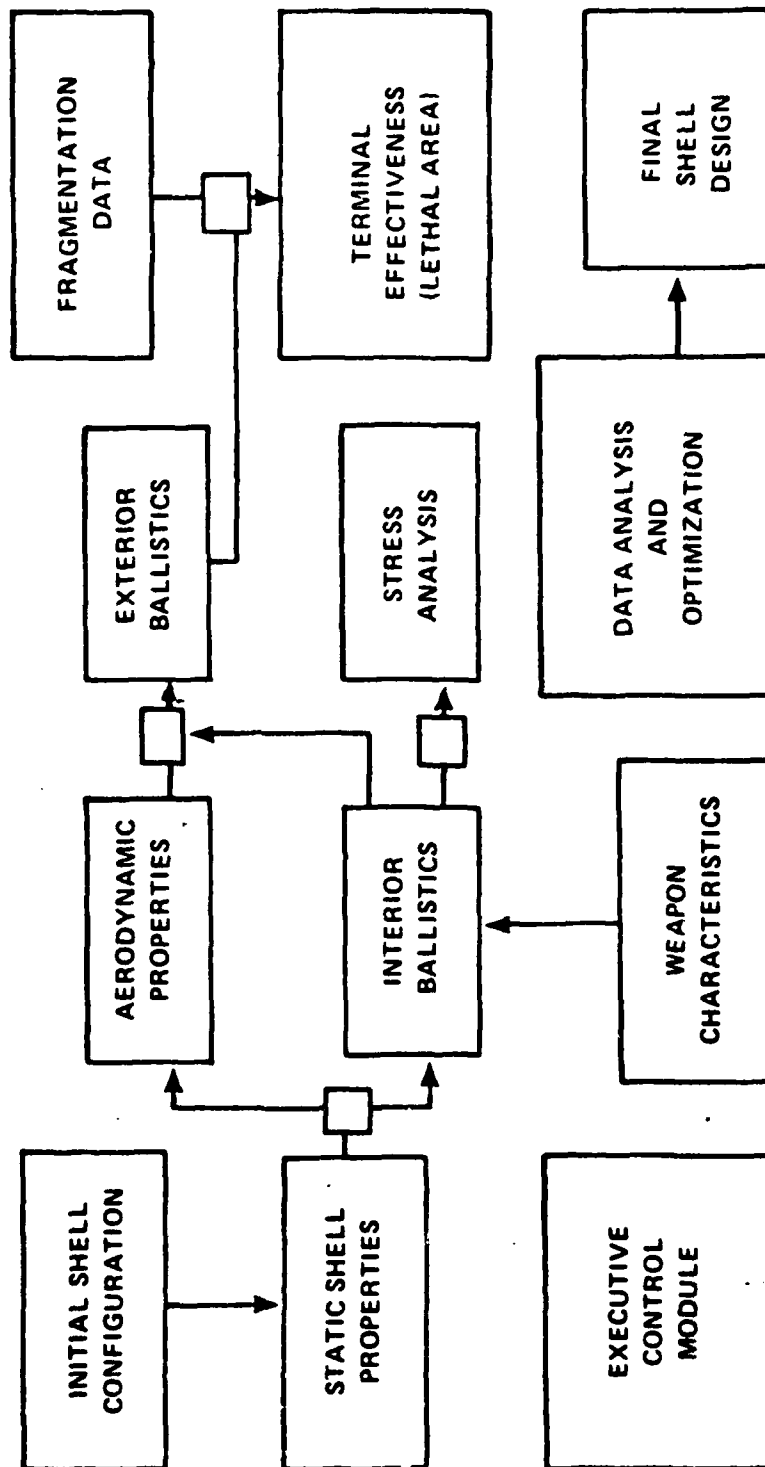 INITIAL SHELL
CONFIGURATION
STATIC SHELL
PROPERTIES
EXECUTIVE
CONTROL
MODULE
AERODYNAMIC
PROPERTIES
INTERIOR
BALLISTICS
WEAPON
CHARACTERISTICS
EXTERIOR
BALLISTICS
STRESS
ANALYSIS
DATA ANALYSIS
AND
OPTIMIZATION
FRAGMENTATION
DATA
TERMINAL
EFFECTIVENESS
(LETHAL AREA)
FINAL
SHELL
DESIGN